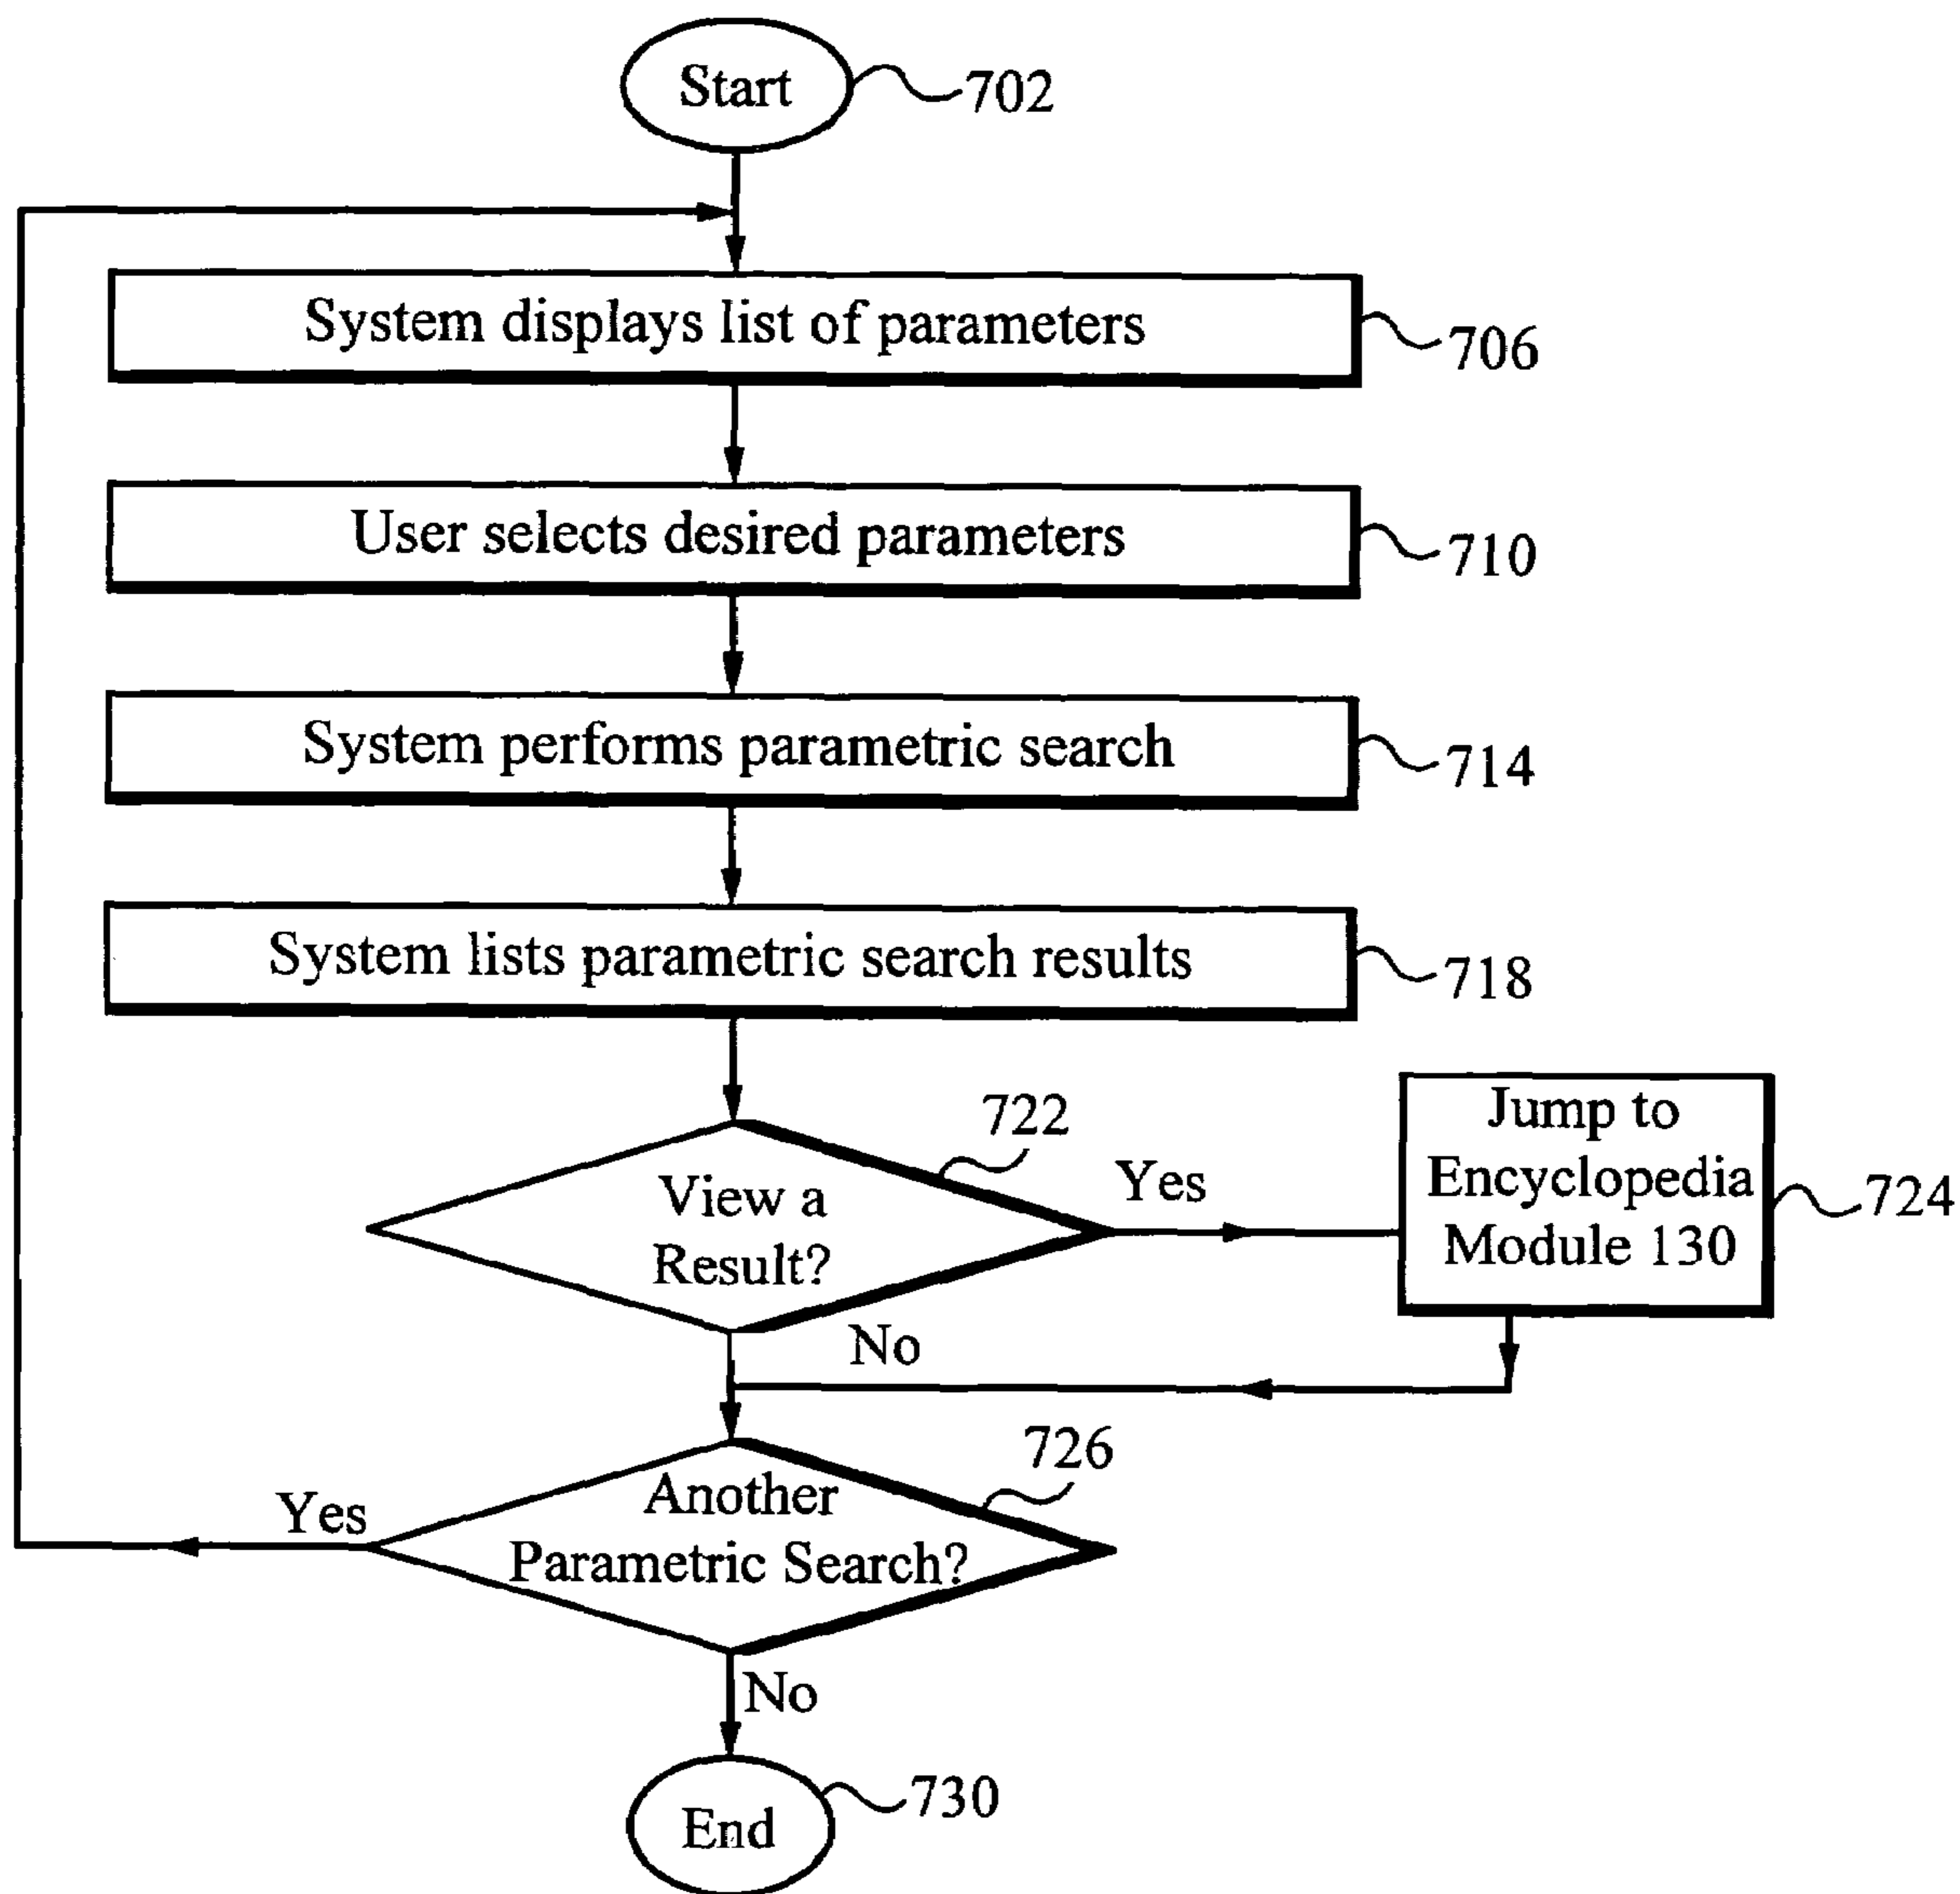 Start
702
System displays list of parameters
706
User selects desired parameters
710
System performs parametric search
714
System lists parametric search results
718
722
View a
Result?
Yes
Jump to
Encyclopedia
Module 130
724
No
726
Another
Parametric Search?
Yes
No
End
730